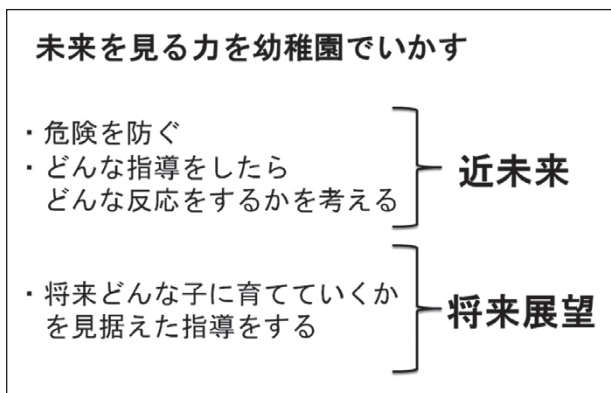 未来を見る力を幼稚園でいかす
・危険を防ぐ
・どんな指導をしたら
どんな反応をするかを考える
近未来
・将来どんな子に育てていくか
を見据えた指導をする
将来展望